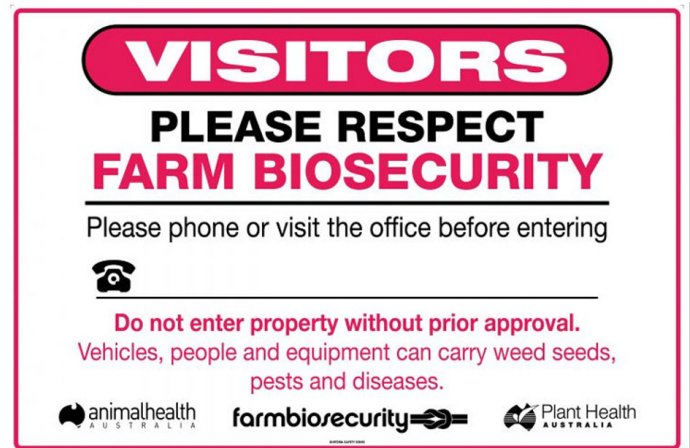 VISITORS
PLEASE RESPECT
FARM BIOSECURITY
Please phone or visit the office before entering
Do not enter property without prior approval.
Vehicles, people and equipment can carry weed seeds,
pests and diseases.
animalhealth
AUSTRALIA
farmbiosecurity
Plant Health
AUSTRALIA